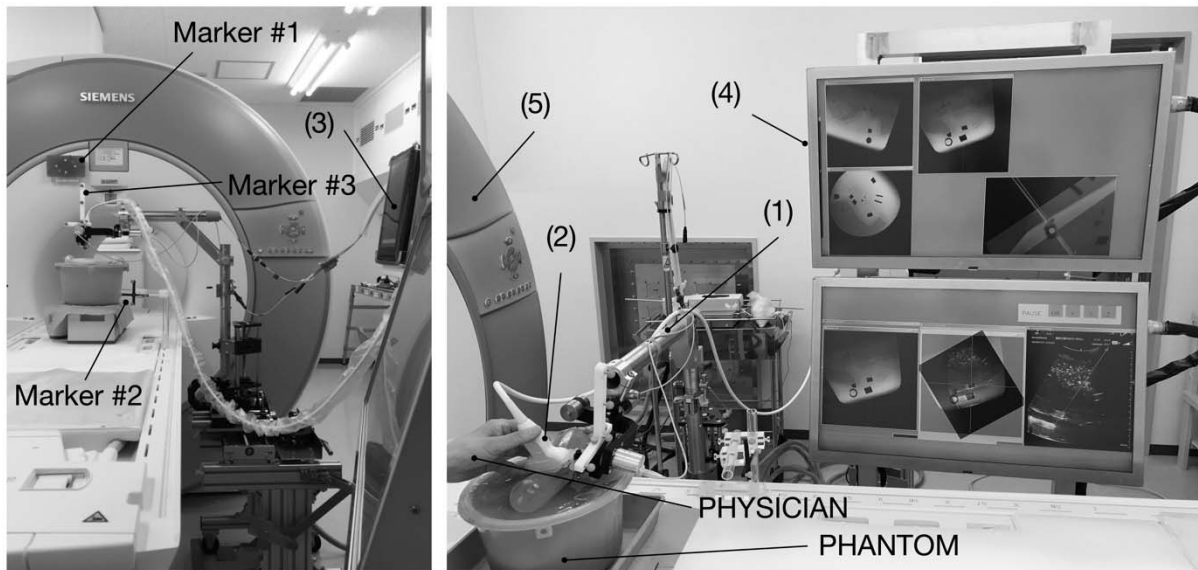 Marker #1
SIEMENS
(3)
Marker #3
Marker #2
(5)
(4)
(1)
(2)
PAUSE
PHYSICIAN
PHANTOM